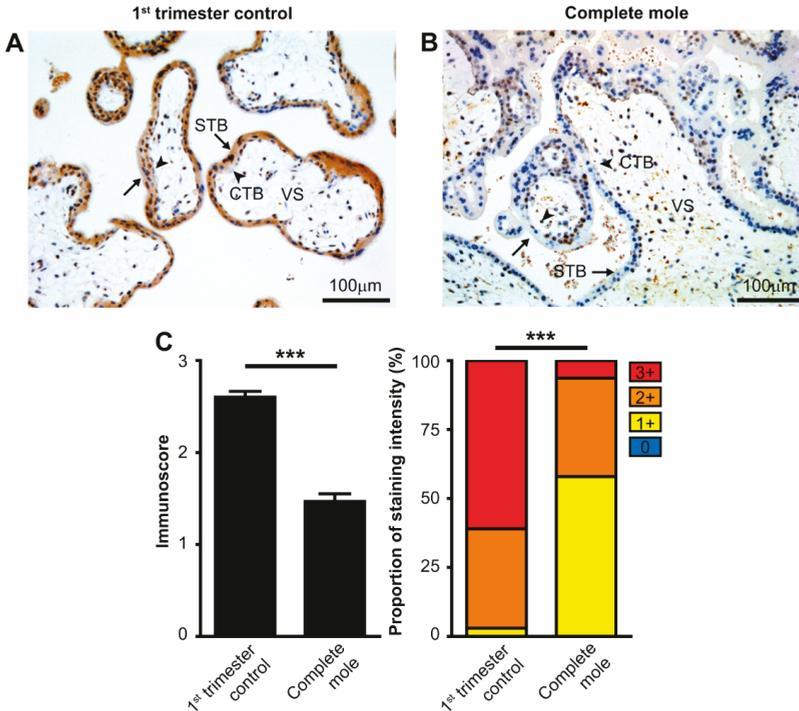 1st trimester control
Complete mole
A
STB
CTB
VS
100μm
B
CTB
VS
STB
100μm
C
Immunoscore
3
2
1
0
***
1st trimester
control
Complete
mole
Proportion of staining intensity (%)
100
75
50
25
0
***
3+
2+
1+
0
1st trimester
control
Complete
mole